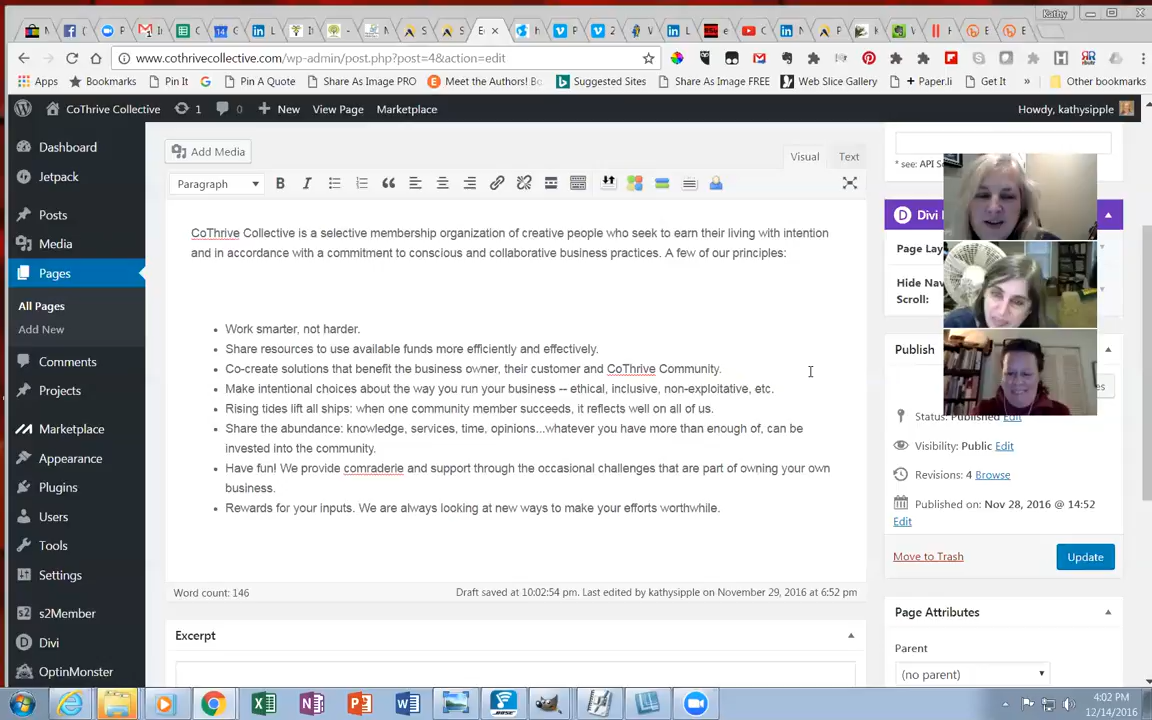 Kathy
www.cothrivecollective.com/wp-admin/post.php?post=4&action=edit
Apps Bookmarks Pin It Pin A Quote Share As Image PRO Meet the Authors! Bo Suggested Sites Share As Image FREE Web Slice Gallery + Paper.li Get It » Other bookmarks
CoThrive Collective 1 0 New View Page Marketplace Howdy, kathysipple
Dashboard
Jetpack
Posts
Media
Pages
All Pages
Add New
Comments
Projects
Marketplace
Appearance
Plugins
Users
Tools
Settings
s2Member
Divi
OptinMonster
Add Media
Visual Text
Paragraph
CoThrive Collective is a selective membership organization of creative people who seek to earn their living with intention
and in accordance with a commitment to conscious and collaborative business practices. A few of our principles:
Work smarter, not harder.
Share resources to use available funds more efficiently and effectively.
Co-create solutions that benefit the business owner, their customer and CoThrive Community.
Make intentional choices about the way you run your business -- ethical, inclusive, non-exploitative, etc.
Rising tides lift all ships: when one community member succeeds, it reflects well on all of us.
Share the abundance: knowledge, services, time, opinions...whatever you have more than enough of, can be
invested into the community.
Have fun! We provide comraderie and support through the occasional challenges that are part of owning your own
business.
Rewards for your inputs. We are always looking at new ways to make your efforts worthwhile.
Word count: 146
Draft saved at 10:02:54 pm. Last edited by kathysipple on November 29, 2016 at 6:52 pm
Excerpt
* see: API
Divi
Page Lay
Hide Nav
Scroll:
Publish
es
Status: Published Edit
Visibility: Public Edit
Revisions: 4 Browse
Published on: Nov 28, 2016 @ 14:52
Edit
Move to Trash
Update
Page Attributes
Parent
(no parent)
4:02 PM
12/14/2016